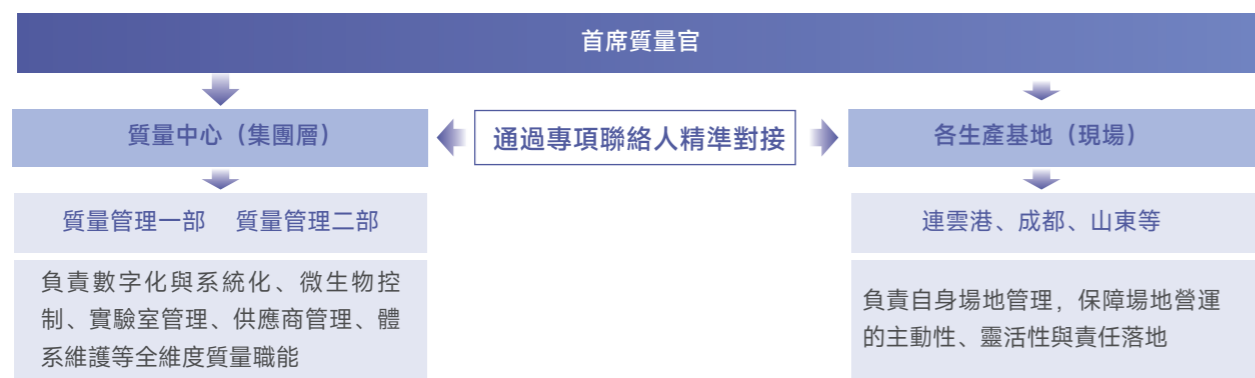 首席質量官
質量中心（集團層）
通過專項聯絡人精準對接
各生產基地（現場）
質量管理一部 質量管理二部
負責數字化與系統化、微生物控
制、實驗室管理、供應商管理、體
系維護等全維度質量職能
連雲港、成都、山東等
負責自身場地管理，保障場地營運
的主動性、靈活性與責任落地